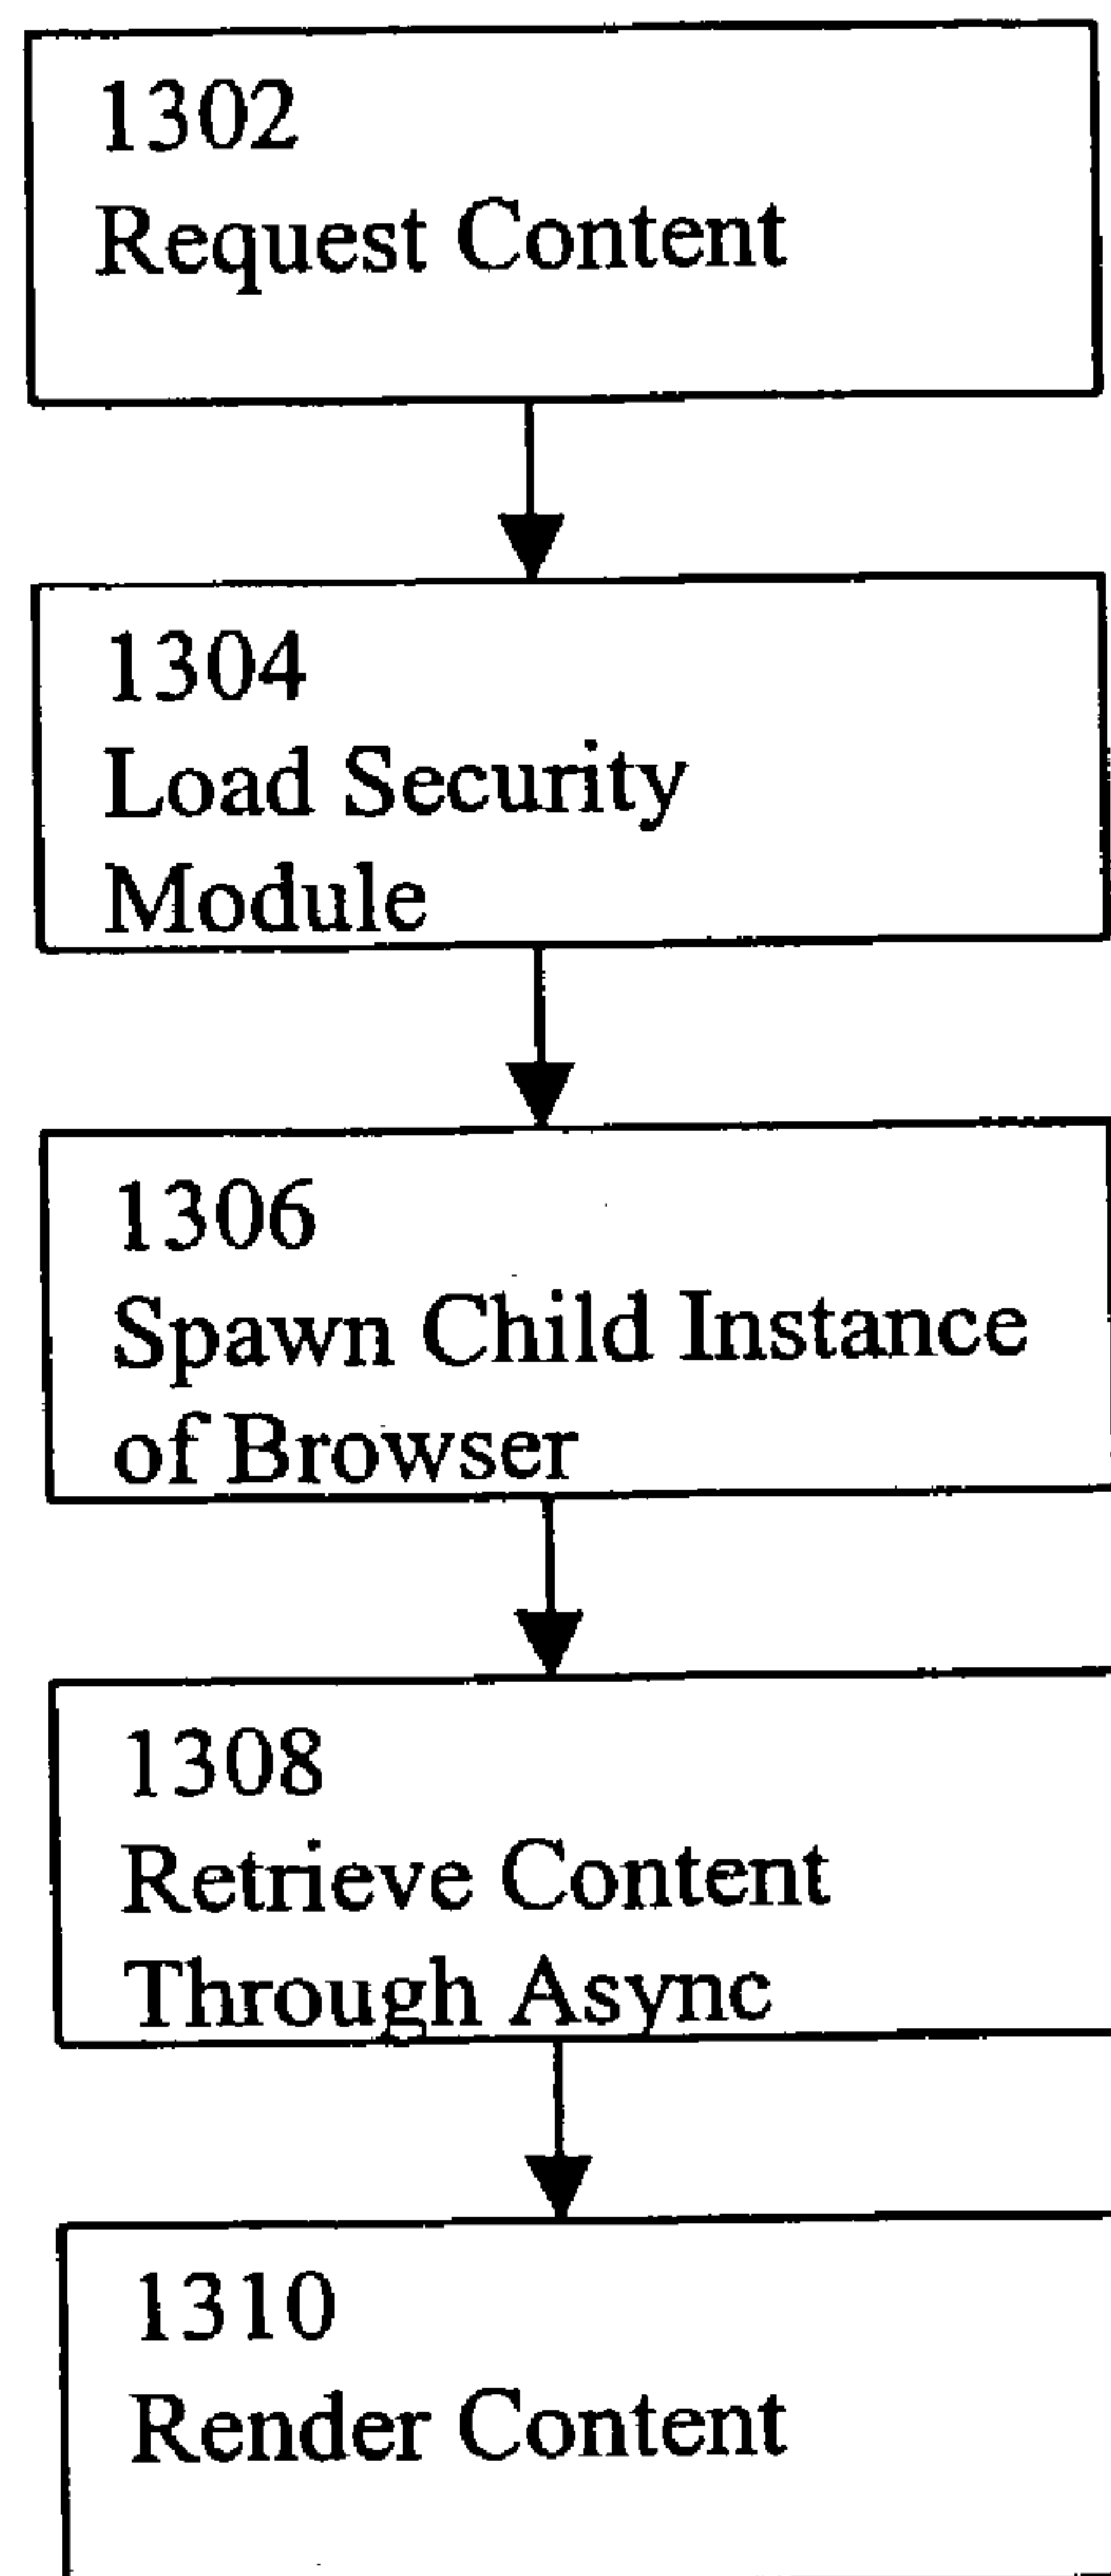 1302
Request Content
1304
Load Security
Module
1306
Spawn Child Instance
of Browser
1308
Retrieve Content
Through Async
1310
Render Content